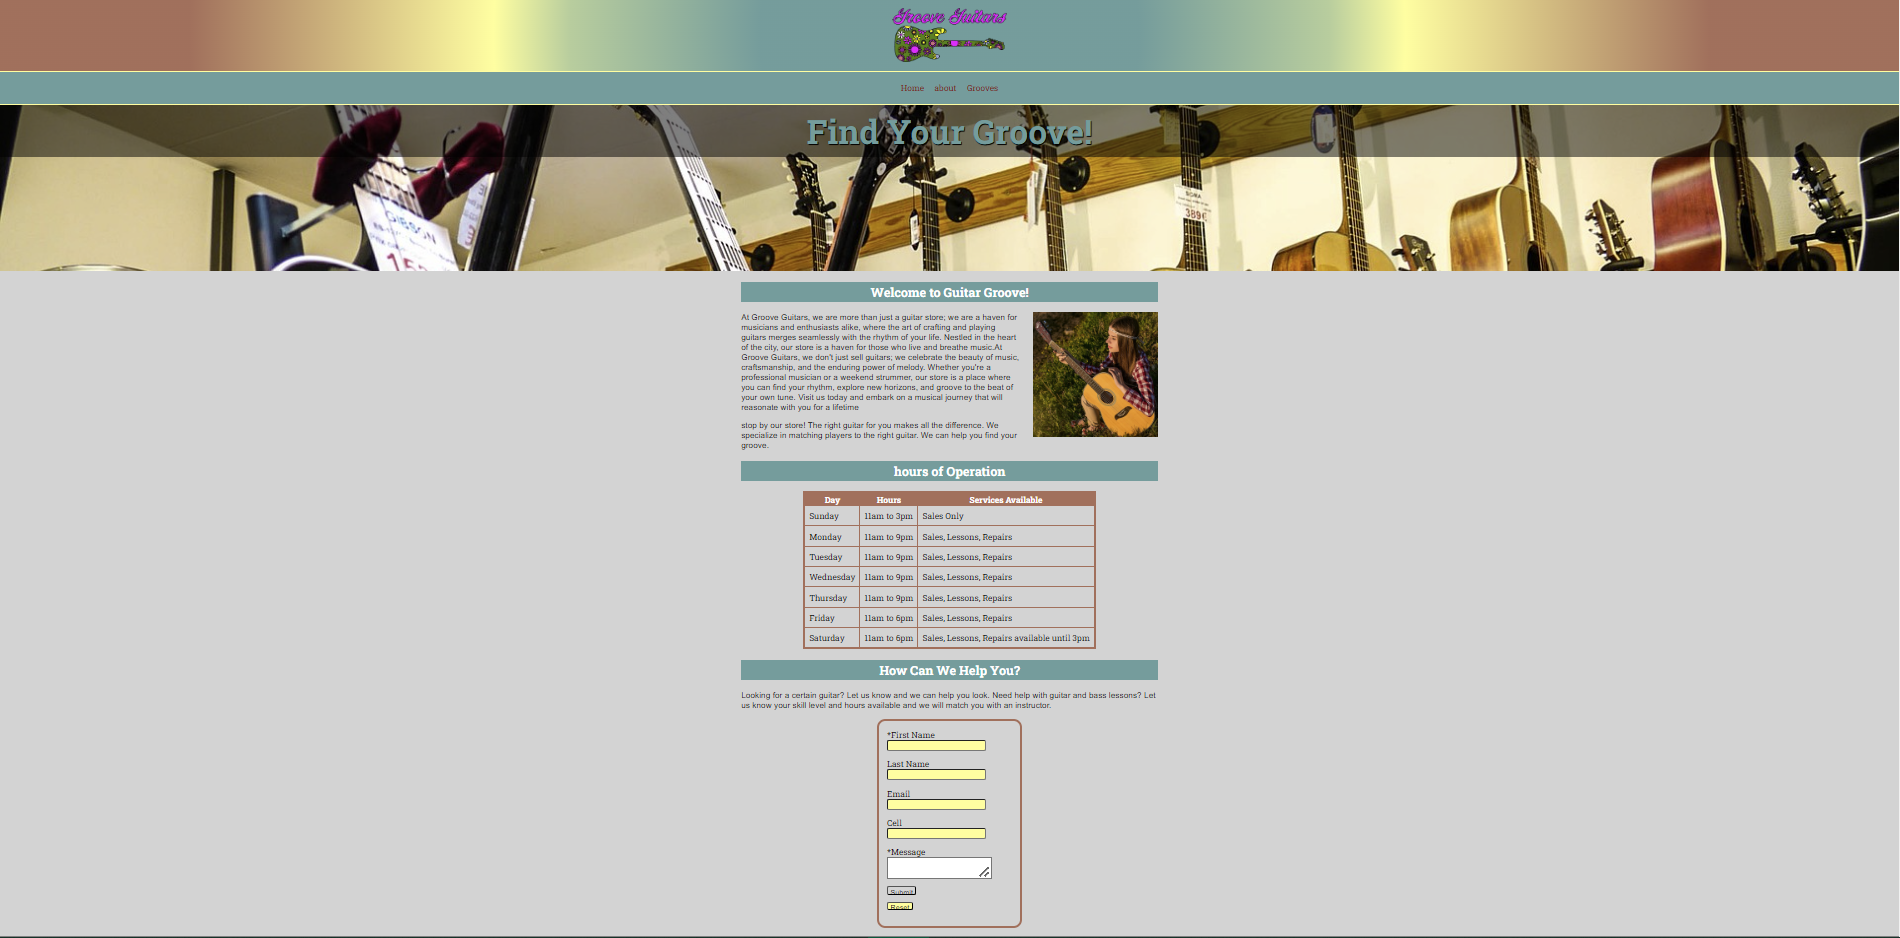 Groove Guitars
Home about Grooves
Find Your Groove!
GIBSON
389€
Welcome to Guitar Groove!
At Groove Guitars, we are more than just a guitar store; we are a haven for
musicians and enthusiasts alike, where the art of crafting and playing
guitars merges seamlessly with the rhythm of your life. Nestled in the heart
of the city, our store is a haven for those who live and breathe music.At
Groove Guitars, we don't just sell guitars; we celebrate the beauty of music,
craftsmanship, and the enduring power of melody. Whether you're a
professional musician or a weekend strummer, our store is a place where
you can find your rhythm, explore new horizons, and groove to the beat of
your own tune. Visit us today and embark on a musical journey that will
reasonate with you for a lifetime
stop by our store! The right guitar for you makes all the difference. We
specialize in matching players to the right guitar. We can help you find your
groove.
hours of Operation
Day Hours Services Available
Sunday 11am to 3pm Sales Only
Monday 11am to 9pm Sales, Lessons, Repairs
Tuesday 11am to 9pm Sales, Lessons, Repairs
Wednesday 11am to 9pm Sales, Lessons, Repairs
Thursday 11am to 9pm Sales, Lessons, Repairs
Friday 11am to 6pm Sales, Lessons, Repairs
Saturday 11am to 6pm Sales, Lessons, Repairs available until 3pm
How Can We Help You?
Looking for a certain guitar? Let us know and we can help you look. Need help with guitar and bass lessons? Let
us know your skill level and hours available and we will match you with an instructor.
*First Name
Last Name
Email
Cell
*Message
Submit
Reset